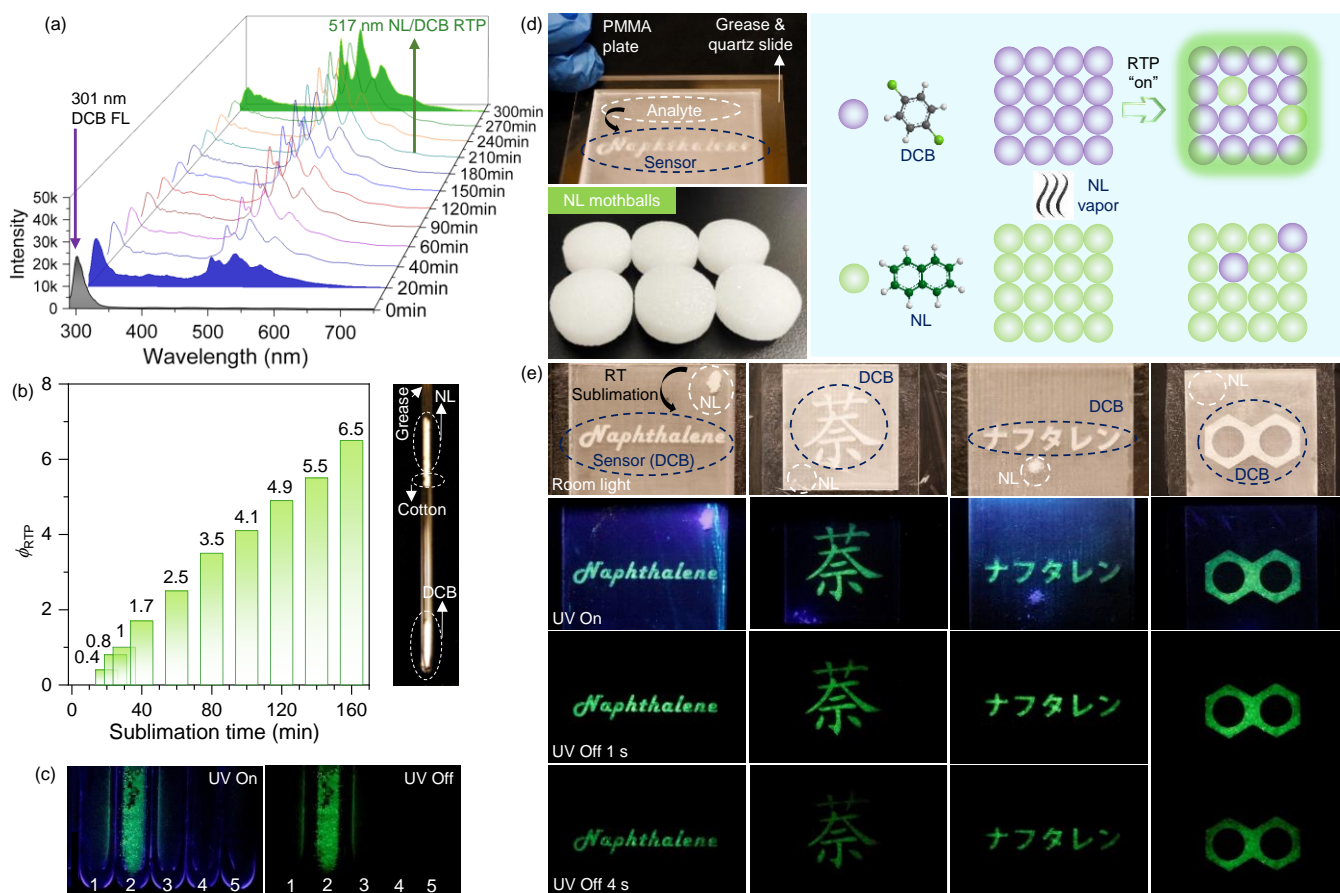 (a)
517 nm NL/DCB RTP
301 nm
DCB FL
300min
270min
240min
210min
180min
150min
120min
90min
60min
40min
20min
0min
50k
40k
30k
20k
10k
0
Intensity
300 400 500 600 700
Wavelength (nm)
(b)
8
6
4
2
0
ϕRTP
0.4
0.8
1
1.7
2.5
3.5
4.1
4.9
5.5
6.5
0 40 80 120 160
Sublimation time (min)
Grease
NL
Cotton
DCB
(c)
UV On
1 2 3 4 5
UV Off
1 2 3 4 5
(d)
PMMA
plate
Grease &
quartz slide
Analyte
Naphthalene
Sensor
NL mothballs
DCB
RTP
“on”
NL
vapor
NL
(e)
RT
Sublimation
NL
Naphthalene
Sensor (DCB)
Room light
DCB
萘
NL
DCB
ナフタレン
NL
NL
DCB
Naphthalene
UV On
萘
ナフタレン
Naphthalene
UV Off 1 s
萘
ナフタレン
Naphthalene
UV Off 4 s
萘
ナフタレン